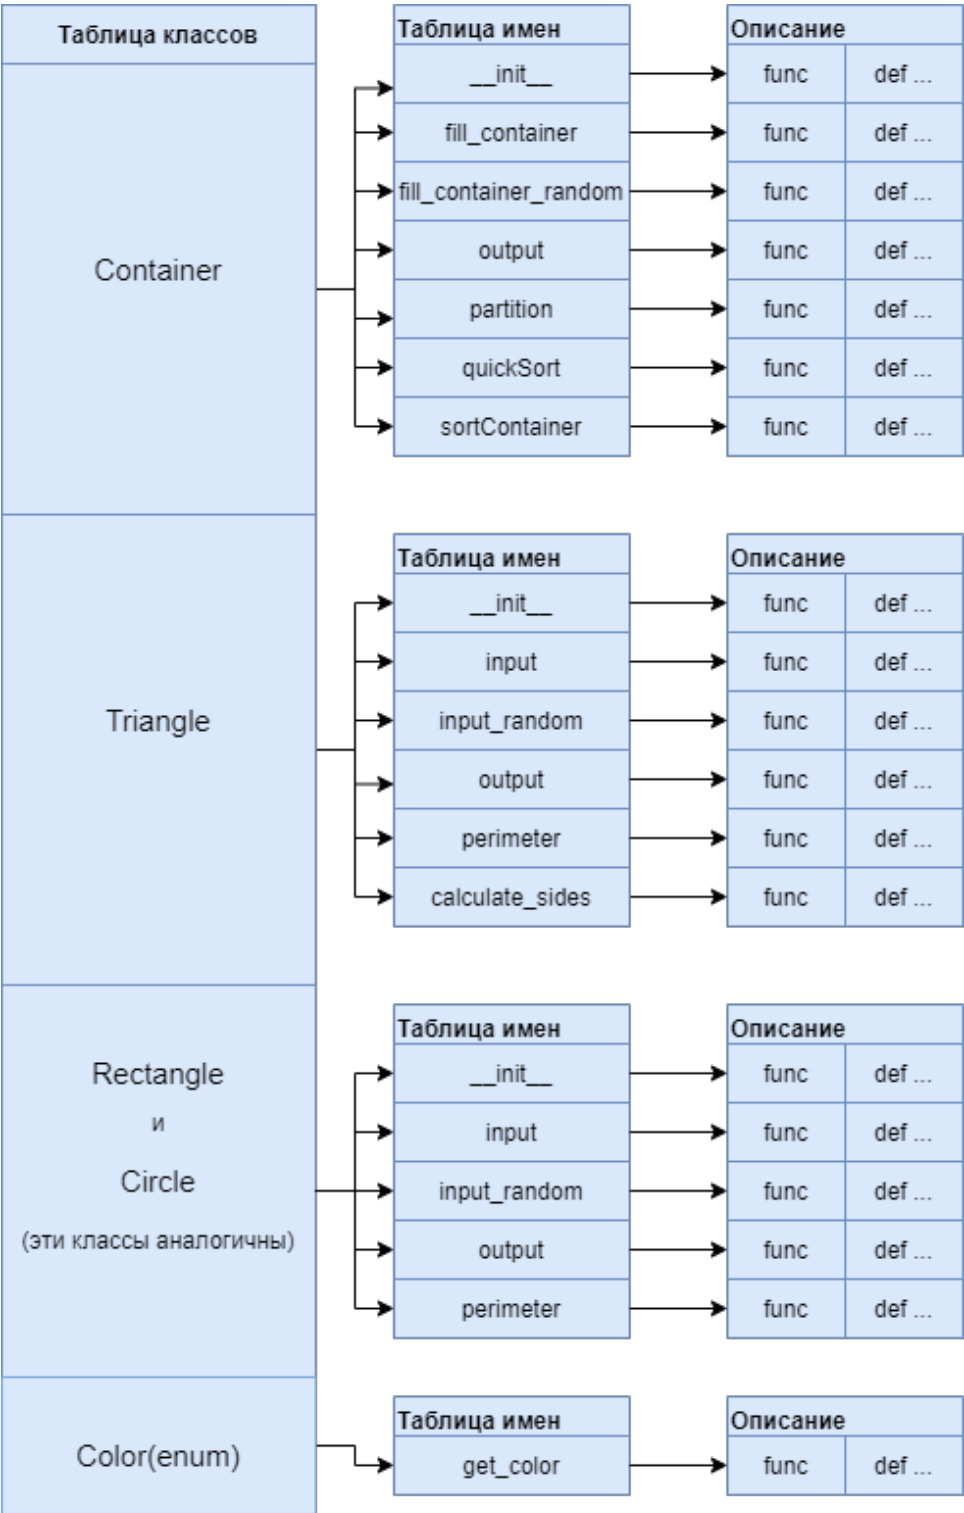 Таблица классов
Container
Таблица имен
Описание
__init__
func
def ...
fill_container
func
def ...
fill_container_random
func
def ...
output
func
def ...
partition
func
def ...
quickSort
func
def ...
sortContainer
func
def ...
Triangle
Таблица имен
Описание
__init__
func
def ...
input
func
def ...
input_random
func
def ...
output
func
def ...
perimeter
func
def ...
calculate_sides
func
def ...
Rectangle
и
Circle
(эти классы аналогичны)
Таблица имен
Описание
__init__
func
def ...
input
func
def ...
input_random
func
def ...
output
func
def ...
perimeter
func
def ...
Color(enum)
Таблица имен
Описание
get_color
func
def ...